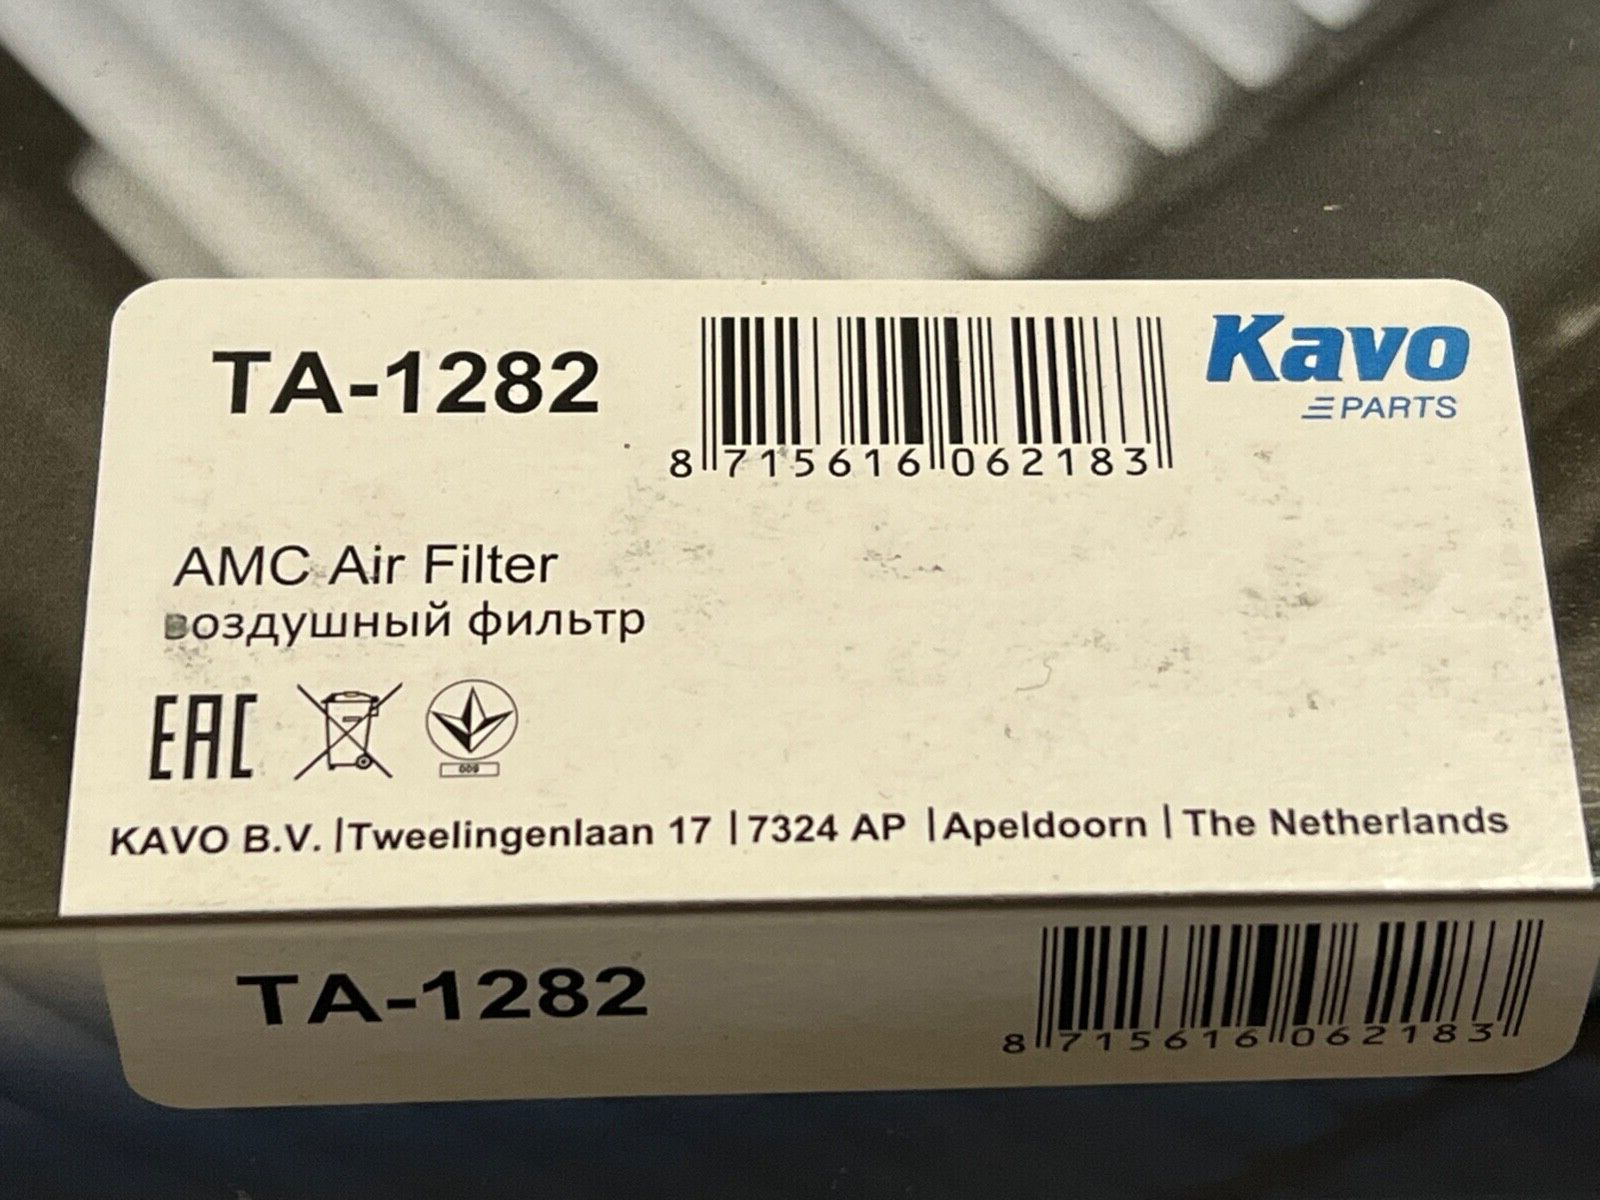 TA-1282
8 715616 062183
Kavo
PARTS
AMC Air Filter
воздушный фильтр
EAC
009
KAVO B.V. | Tweelingenlaan 17 | 7324 AP | Apeldoorn | The Netherlands
TA-1282
8 715616 062183